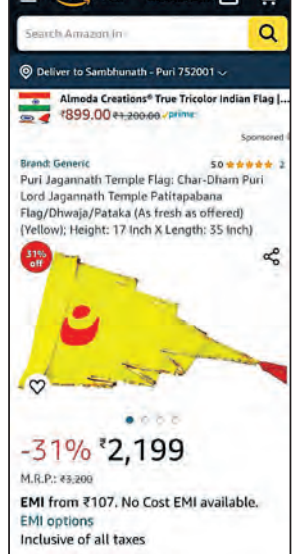 Search Amazon.in
Deliver to Sambhunath - Puri 752001
Almoda Creations® True Tricolor Indian Flag |...
₹899.00 ₹1,200.00 prime
Sponsored
Brand: Generic
5.0 2
Puri Jagannath Temple Flag: Char-Dham Puri
Lord Jagannath Temple Patitapabana
Flag/Dhwaja/Pataka (As fresh as offered)
(Yellow); Height: 17 Inch X Length: 35 Inch)
31%
off
-31% ₹2,199
M.R.P.: ₹3,200
EMI from ₹107. No Cost EMI available.
EMI options
Inclusive of all taxes